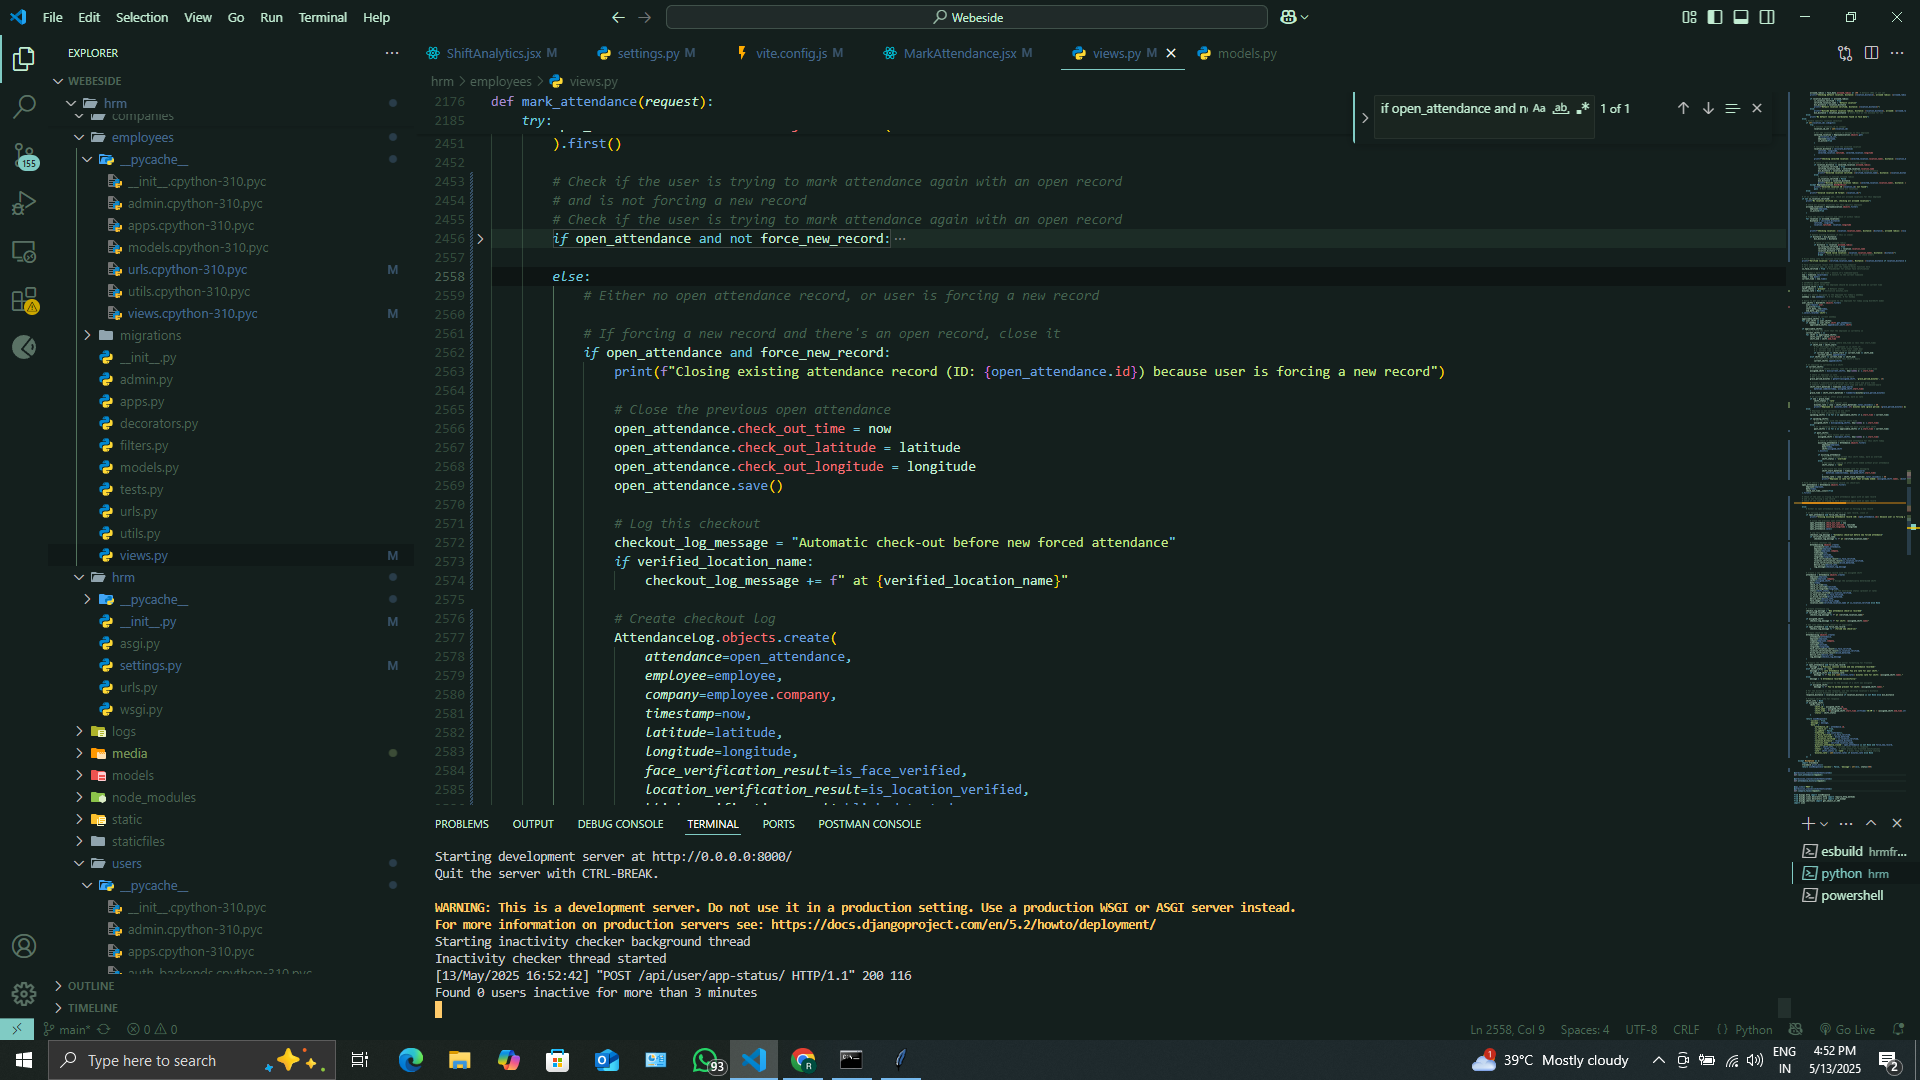 File Edit Selection View Go Run Terminal Help
Webeside
EXPLORER
ShiftAnalytics.jsx M
settings.py M
vite.config.js M
MarkAttendance.jsx M
views.py M
models.py
WEBESIDE
hrm
companies
employees
__pycache__
__init__.cpython-310.pyc
admin.cpython-310.pyc
apps.cpython-310.pyc
models.cpython-310.pyc
urls.cpython-310.pyc M
utils.cpython-310.pyc
views.cpython-310.pyc M
migrations
__init__.py
admin.py
apps.py
decorators.py
filters.py
models.py
tests.py
urls.py
utils.py
views.py M
hrm
__pycache__
__init__.py M
asgi.py
settings.py M
urls.py
wsgi.py
logs
media
models
node_modules
static
staticfiles
users
__pycache__
__init__.cpython-310.pyc
admin.cpython-310.pyc
apps.cpython-310.pyc
auth_backends.cpython-310.pyc
OUTLINE
TIMELINE
155
hrm > employees > views.py
if open_attendance and n Aa ab 1 of 1
2176 def mark_attendance(request):
2185 try:
2451 ).first()
2452
2453 # Check if the user is trying to mark attendance again with an open record
2454 # and is not forcing a new record
2455 # Check if the user is trying to mark attendance again with an open record
2456 if open_attendance and not force_new_record: ...
2557
2558 else:
2559 # Either no open attendance record, or user is forcing a new record
2560
2561 # If forcing a new record and there's an open record, close it
2562 if open_attendance and force_new_record:
2563 print(f"Closing existing attendance record (ID: {open_attendance.id}) because user is forcing a new record")
2564
2565 # Close the previous open attendance
2566 open_attendance.check_out_time = now
2567 open_attendance.check_out_latitude = latitude
2568 open_attendance.check_out_longitude = longitude
2569 open_attendance.save()
2570
2571 # Log this checkout
2572 checkout_log_message = "Automatic check-out before new forced attendance"
2573 if verified_location_name:
2574 checkout_log_message += f" at {verified_location_name}"
2575
2576 # Create checkout log
2577 AttendanceLog.objects.create(
2578 attendance=open_attendance,
2579 employee=employee,
2580 company=employee.company,
2581 timestamp=now,
2582 latitude=latitude,
2583 longitude=longitude,
2584 face_verification_result=is_face_verified,
2585 location_verification_result=is_location_verified,
PROBLEMS OUTPUT DEBUG CONSOLE TERMINAL PORTS POSTMAN CONSOLE
Starting development server at http://0.0.0.0:8000/
Quit the server with CTRL-BREAK.
WARNING: This is a development server. Do not use it in a production setting. Use a production WSGI or ASGI server instead.
For more information on production servers see: https://docs.djangoproject.com/en/5.2/howto/deployment/
Starting inactivity checker background thread
Inactivity checker thread started
[13/May/2025 16:52:42] "POST /api/user/app-status/ HTTP/1.1" 200 116
Found 0 users inactive for more than 3 minutes
esbuild hrmfr...
python hrm
powershell
main* 0 0
Ln 2558, Col 9 Spaces: 4 UTF-8 CRLF { } Python Go Live
Type here to search
93
1
39°C Mostly cloudy
ENG
IN
4:52 PM
5/13/2025
2